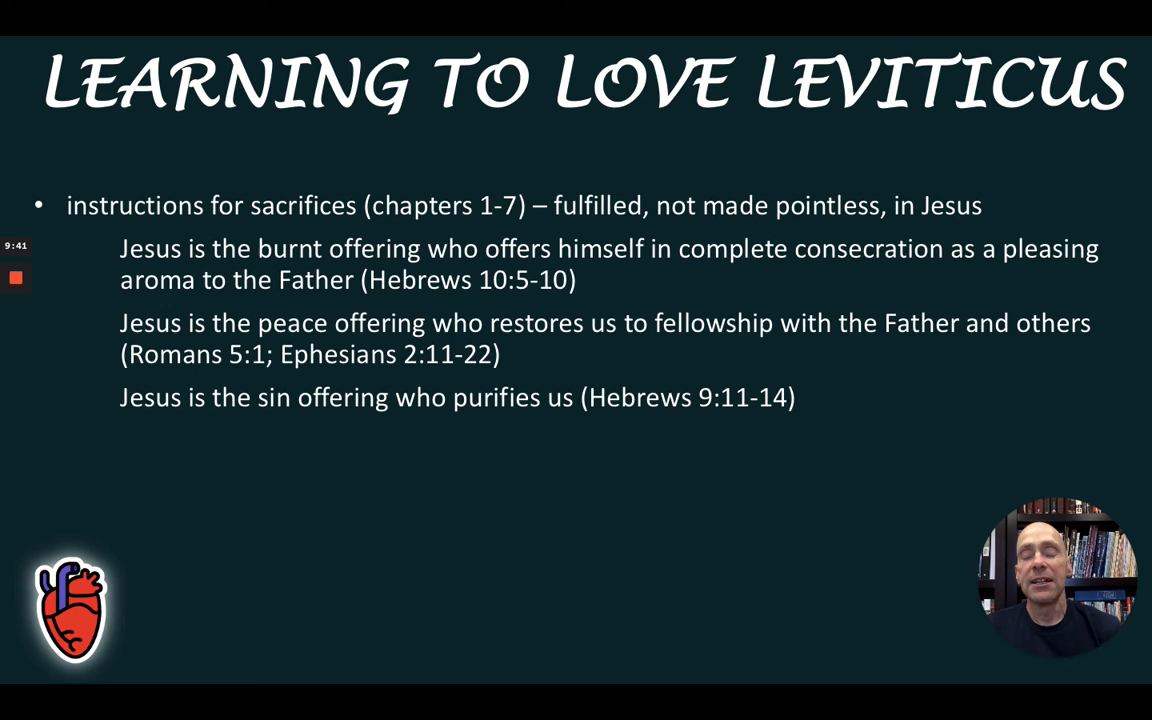 LEARNING TO LOVE LEVITICUS
• instructions for sacrifices (chapters 1-7) – fulfilled, not made pointless, in Jesus
Jesus is the burnt offering who offers himself in complete consecration as a pleasing
aroma to the Father (Hebrews 10:5-10)
9:41
Jesus is the peace offering who restores us to fellowship with the Father and others
(Romans 5:1; Ephesians 2:11-22)
Jesus is the sin offering who purifies us (Hebrews 9:11-14)